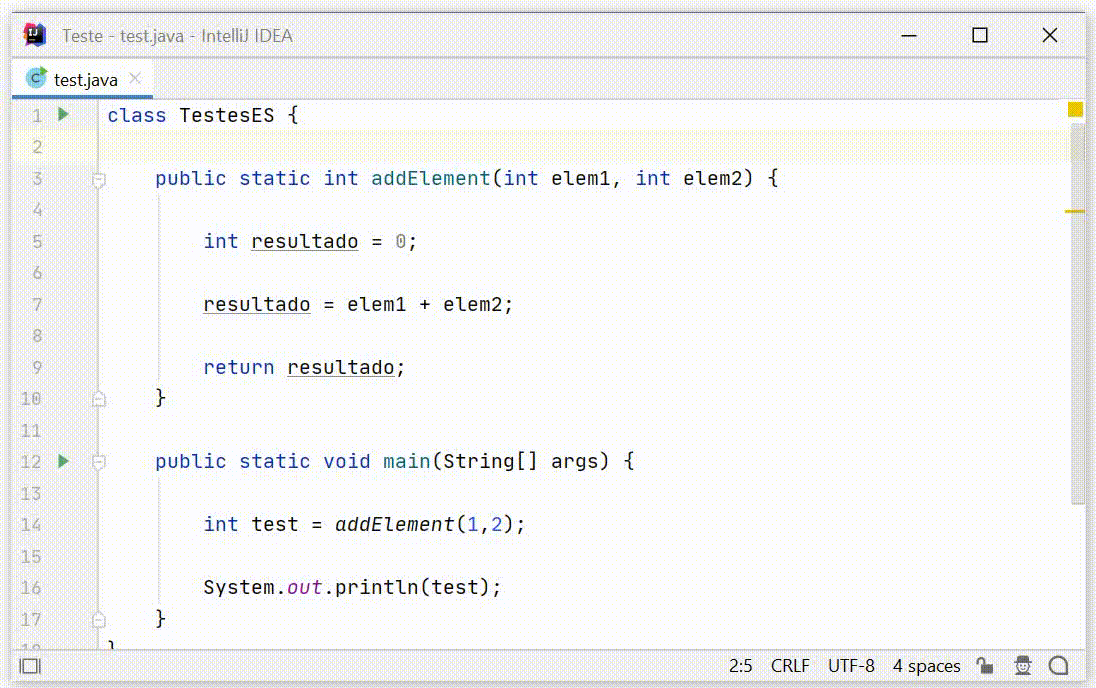 Teste - test.java - IntelliJ IDEA
test.java
1 class TestesES {
2
3 public static int addElement(int elem1, int elem2) {
4
5 int resultado = 0;
6
7 resultado = elem1 + elem2;
8
9 return resultado;
10 }
11
12 public static void main(String[] args) {
13
14 int test = addElement(1,2);
15
16 System.out.println(test);
17 }
18 }
2:5 CRLF UTF-8 4 spaces